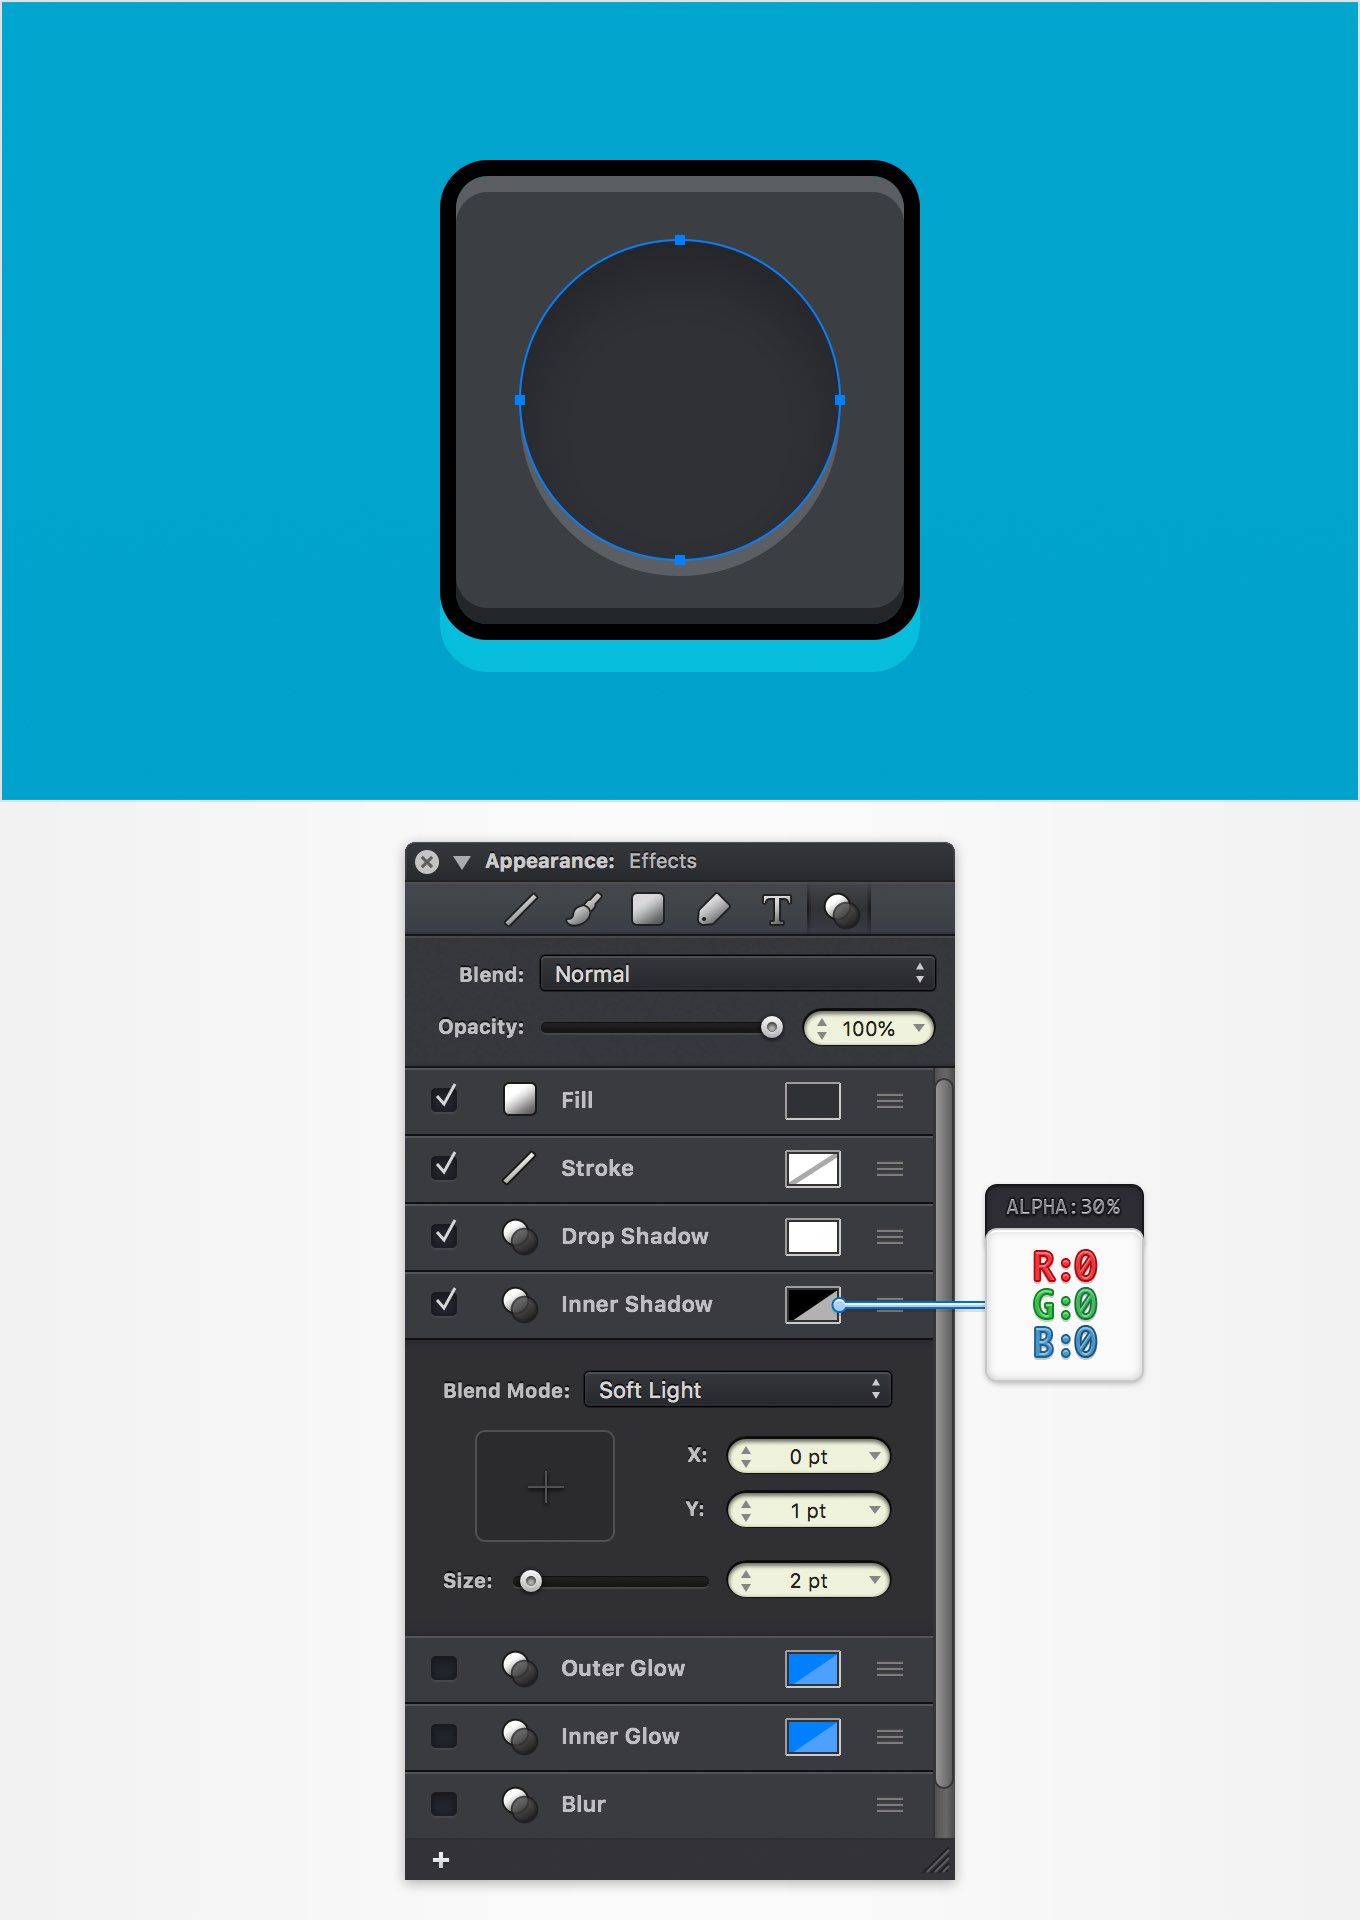 Appearance: Effects
T
Blend: Normal
Opacity: 100%
Fill
Stroke
Drop Shadow
Inner Shadow
ALPHA:30%
R:0
G:0
B:0
Blend Mode: Soft Light
X: 0 pt
Y: 1 pt
Size: 2 pt
Outer Glow
Inner Glow
Blur
+